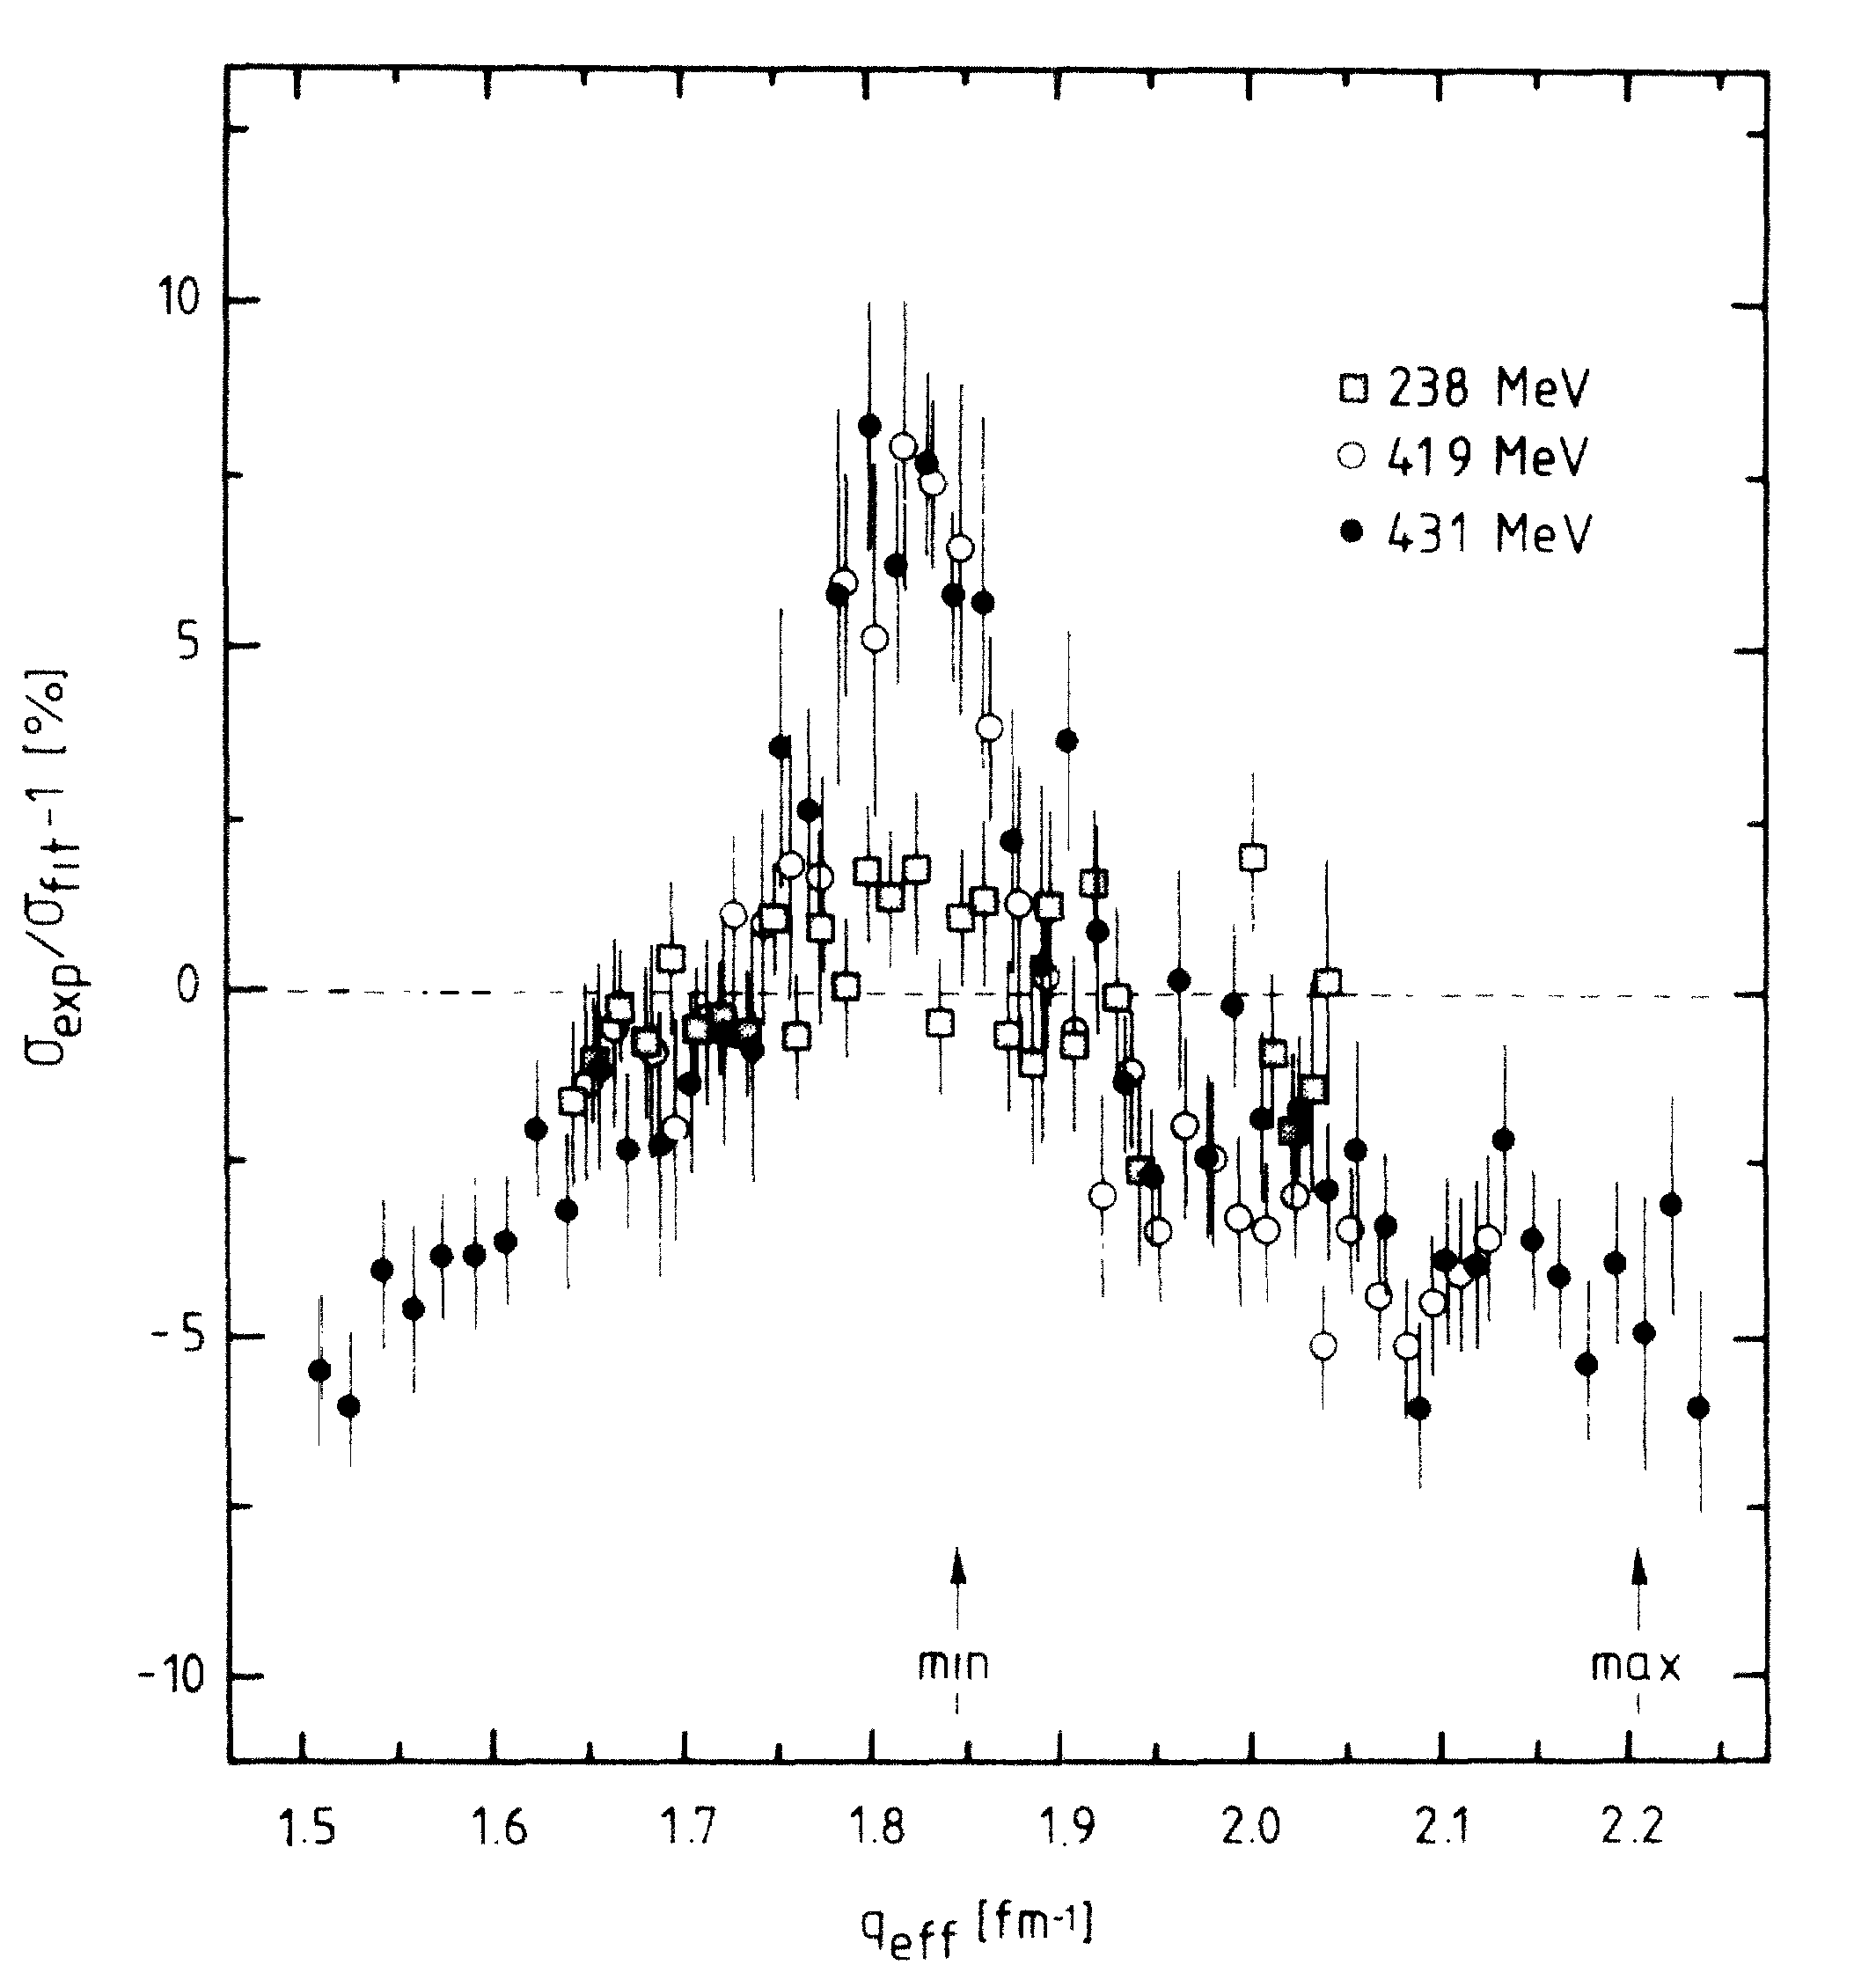 10
5
0
-5
-10
σexp/σfit-1 [%]
238 MeV
419 MeV
431 MeV
min
max
1.5 1.6 1.7 1.8 1.9 2.0 2.1 2.2
qeff [fm-1]